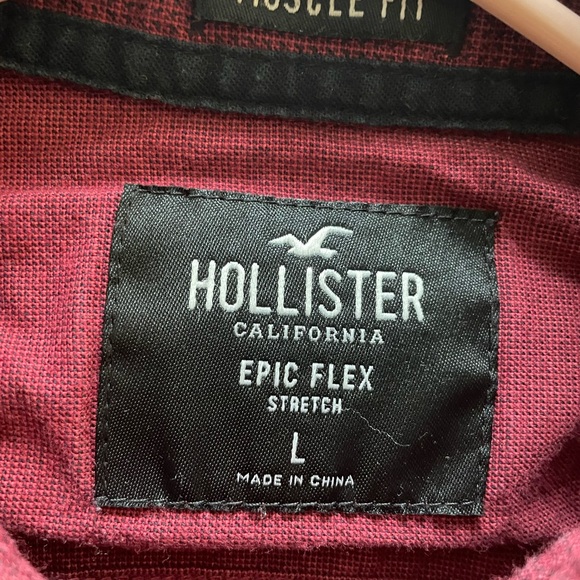 MUSCLE FIT
HOLLISTER
CALIFORNIA
EPIC FLEX
STRETCH
L
MADE IN CHINA